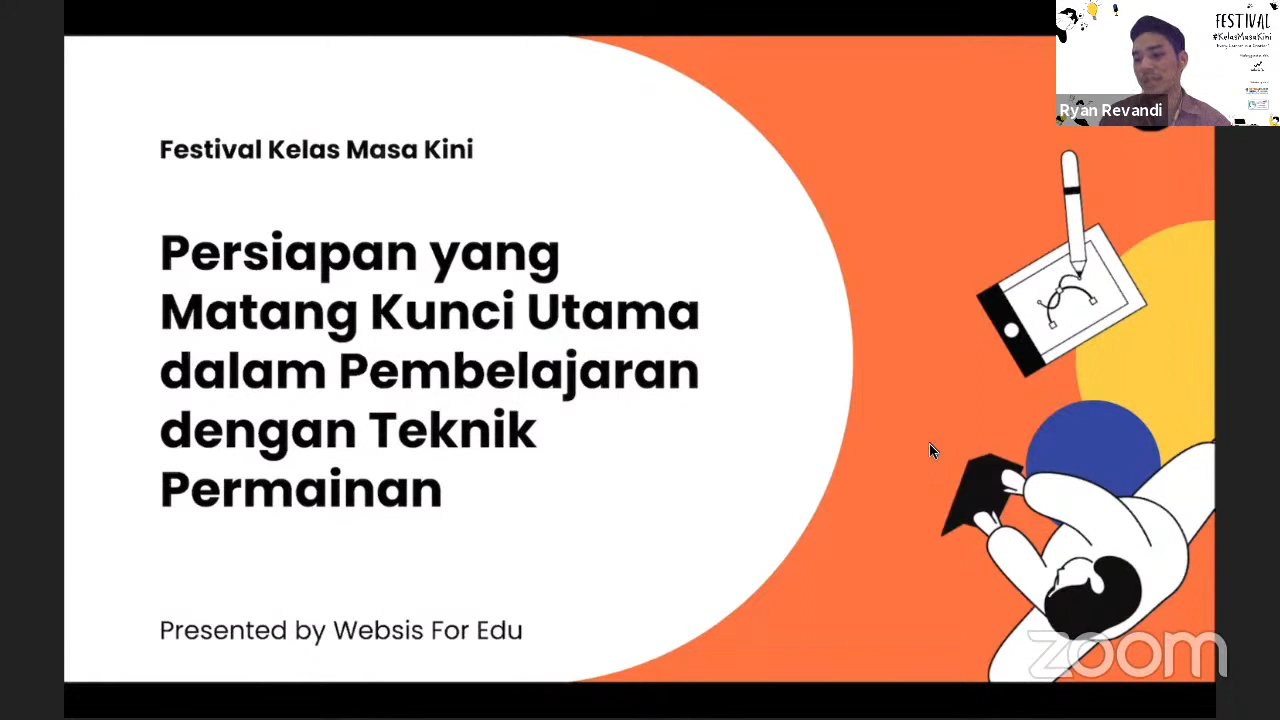 Festival Kelas Masa Kini
Persiapan yang
Matang Kunci Utama
dalam Pembelajaran
dengan Teknik
Permainan
Presented by Websis For Edu
FESTIVAL
#KelasMasaKini
Ryan Revandi
zoom